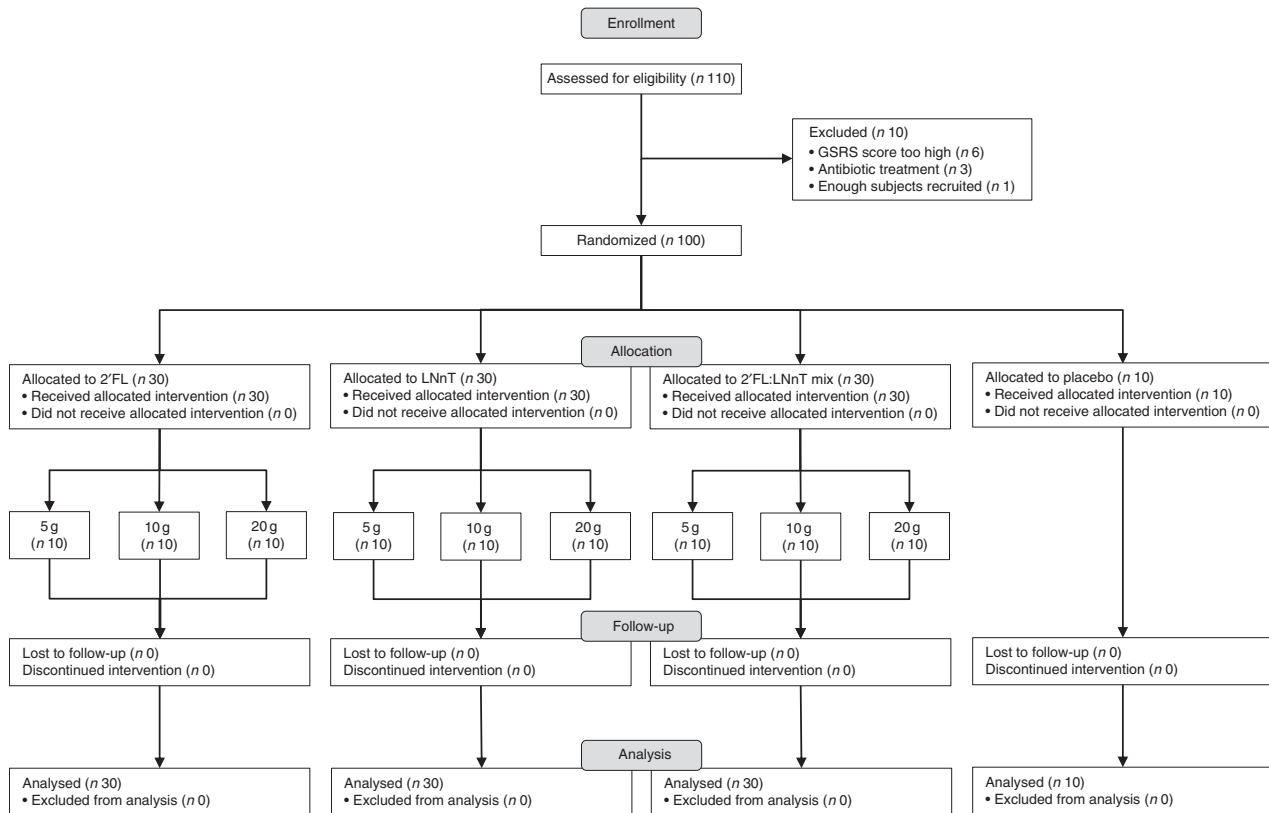 Enrollment
Assessed for eligibility (n 110)
Excluded (n 10)
• GSRS score too high (n 6)
• Antibiotic treatment (n 3)
• Enough subjects recruited (n 1)
Randomized (n 100)
Allocation
Allocated to 2′FL (n 30)
• Received allocated intervention (n 30)
• Did not receive allocated intervention (n 0)
Allocated to LNnT (n 30)
• Received allocated intervention (n 30)
• Did not receive allocated intervention (n 0)
Allocated to 2′FL:LNnT mix (n 30)
• Received allocated intervention (n 30)
• Did not receive allocated intervention (n 0)
Allocated to placebo (n 10)
• Received allocated intervention (n 10)
• Did not receive allocated intervention (n 0)
5 g
(n 10)
10 g
(n 10)
20 g
(n 10)
5 g
(n 10)
10 g
(n 10)
20 g
(n 10)
5 g
(n 10)
10 g
(n 10)
20 g
(n 10)
Follow-up
Lost to follow-up (n 0)
Discontinued intervention (n 0)
Lost to follow-up (n 0)
Discontinued intervention (n 0)
Lost to follow-up (n 0)
Discontinued intervention (n 0)
Lost to follow-up (n 0)
Discontinued intervention (n 0)
Analysis
Analysed (n 30)
• Excluded from analysis (n 0)
Analysed (n 30)
• Excluded from analysis (n 0)
Analysed (n 30)
• Excluded from analysis (n 0)
Analysed (n 10)
• Excluded from analysis (n 0)